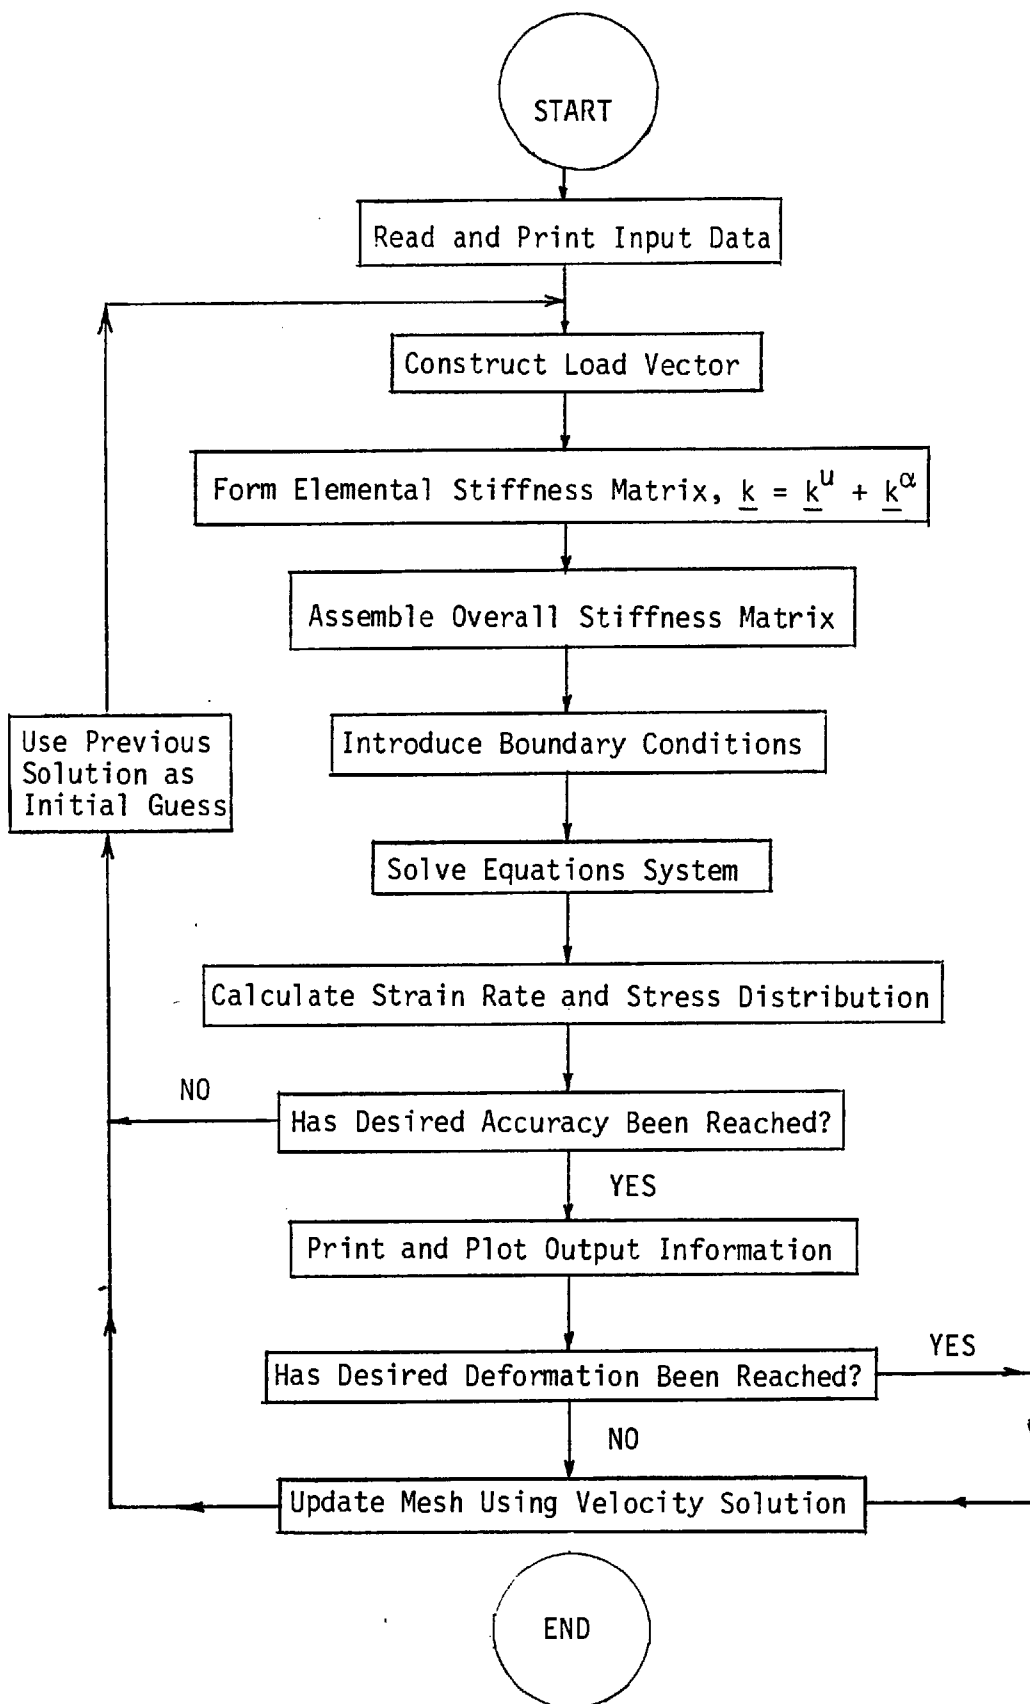 START
Read and Print Input Data
Construct Load Vector
Form Elemental Stiffness Matrix, k = k^u + k^α
Assemble Overall Stiffness Matrix
Introduce Boundary Conditions
Use Previous
Solution as
Initial Guess
Solve Equations System
Calculate Strain Rate and Stress Distribution
NO
Has Desired Accuracy Been Reached?
YES
Print and Plot Output Information
YES
Has Desired Deformation Been Reached?
NO
Update Mesh Using Velocity Solution
END